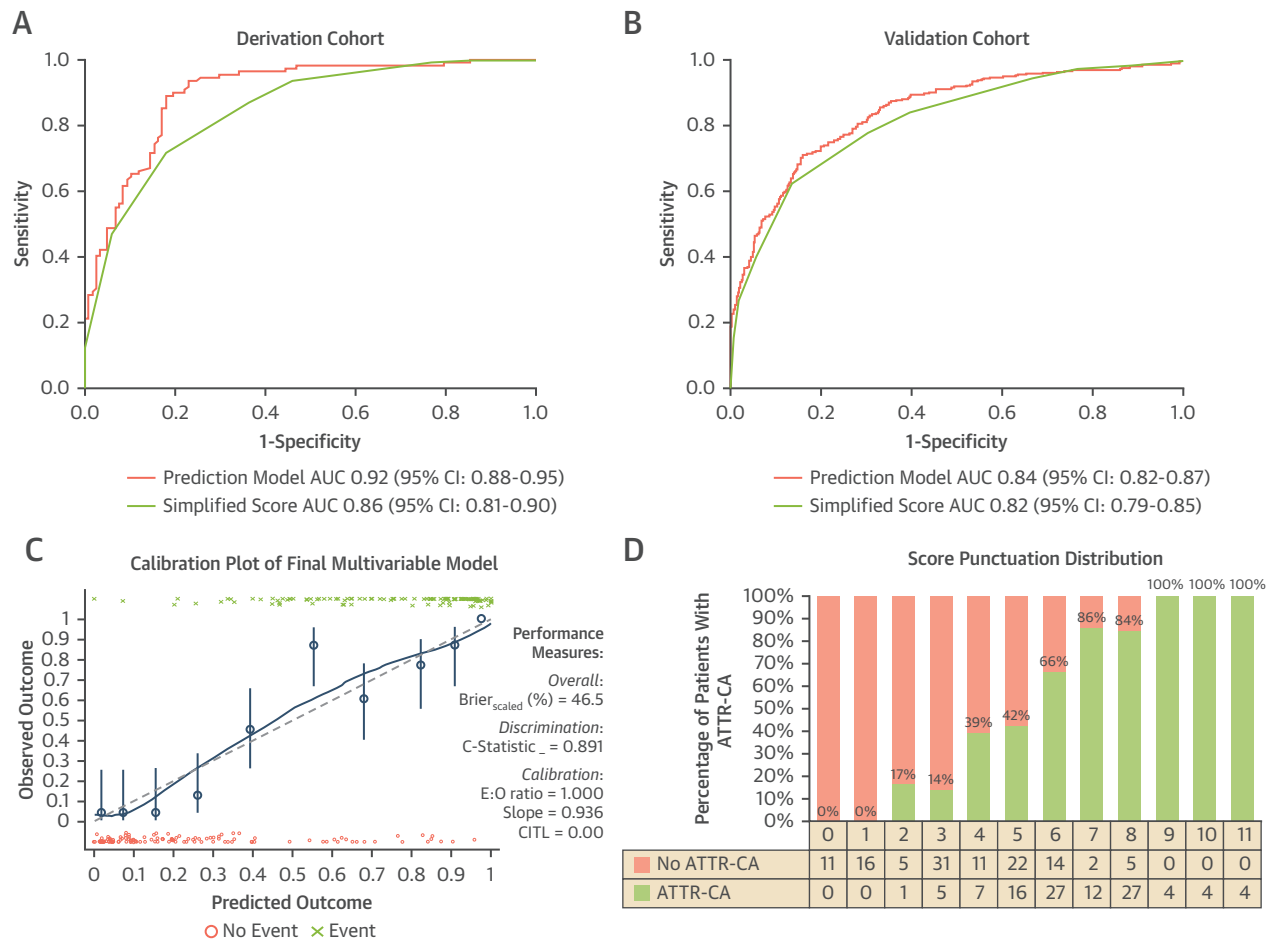 A
Derivation Cohort
Sensitivity
1.0
0.8
0.6
0.4
0.2
0.0
0.0 0.2 0.4 0.6 0.8 1.0
1-Specificity
Prediction Model AUC 0.92 (95% CI: 0.88-0.95)
Simplified Score AUC 0.86 (95% CI: 0.81-0.90)
B
Validation Cohort
Sensitivity
1.0
0.8
0.6
0.4
0.2
0.0
0.0 0.2 0.4 0.6 0.8 1.0
1-Specificity
Prediction Model AUC 0.84 (95% CI: 0.82-0.87)
Simplified Score AUC 0.82 (95% CI: 0.79-0.85)
C
Calibration Plot of Final Multivariable Model
Observed Outcome
1
0.9
0.8
0.7
0.6
0.5
0.4
0.3
0.2
0.1
0
0 0.1 0.2 0.3 0.4 0.5 0.6 0.7 0.8 0.9 1
Predicted Outcome
No Event Event
Performance
Measures:
Overall:
Brierscaled (%) = 46.5
Discrimination:
C-Statistic _ = 0.891
Calibration:
E:O ratio = 1.000
Slope = 0.936
CITL = 0.00
D
Score Punctuation Distribution
Percentage of Patients With
ATTR-CA
100%
90%
80%
70%
60%
50%
40%
30%
20%
10%
0%
0% 0% 17% 14% 39% 42% 66% 86% 84% 100% 100% 100%
0 1 2 3 4 5 6 7 8 9 10 11
No ATTR-CA 11 16 5 31 11 22 14 2 5 0 0 0
ATTR-CA 0 0 1 5 7 16 27 12 27 4 4 4